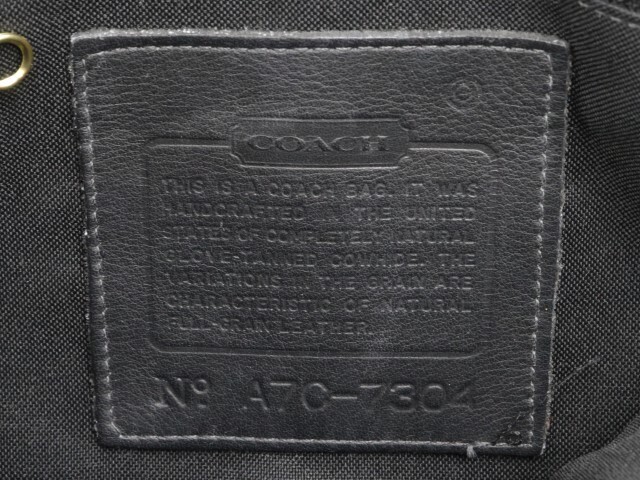 ©
COACH
THIS IS A COACH BAG. IT WAS
HANDCRAFTED IN THE UNITED
STATES OF COMPLETELY NATURAL
GLOVE-TANNED COWHIDE. THE
VARIATIONS IN THE GRAIN ARE
CHARACTERISTIC OF NATURAL
FULL-GRAIN LEATHER.
No A7C-7304